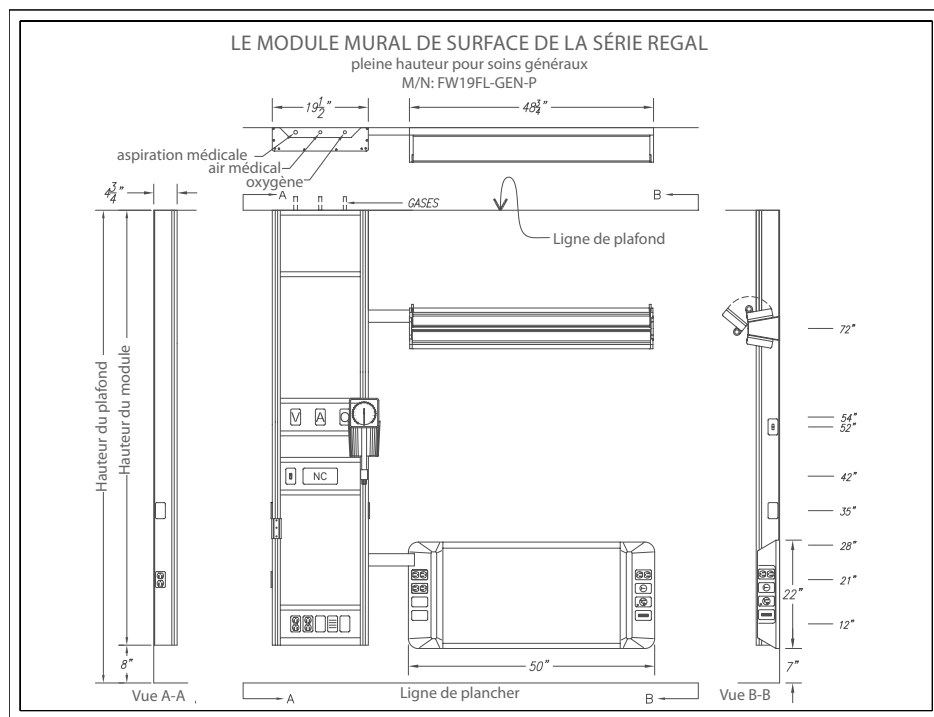 LE MODULE MURAL DE SURFACE DE LA SÉRIE REGAL
pleine hauteur pour soins généraux
M/N: FW19FL-GEN-P
19 1/2"
48 3/4"
aspiration médicale
air médical
oxygène
4 3/4"
A
GASES
B
Ligne de plafond
Hauteur du plafond
Hauteur du module
72"
V
A
O
54"
52"
NC
42"
35"
28"
21"
22"
12"
8"
50"
7"
Vue A-A
A
Ligne de plancher
B
Vue B-B